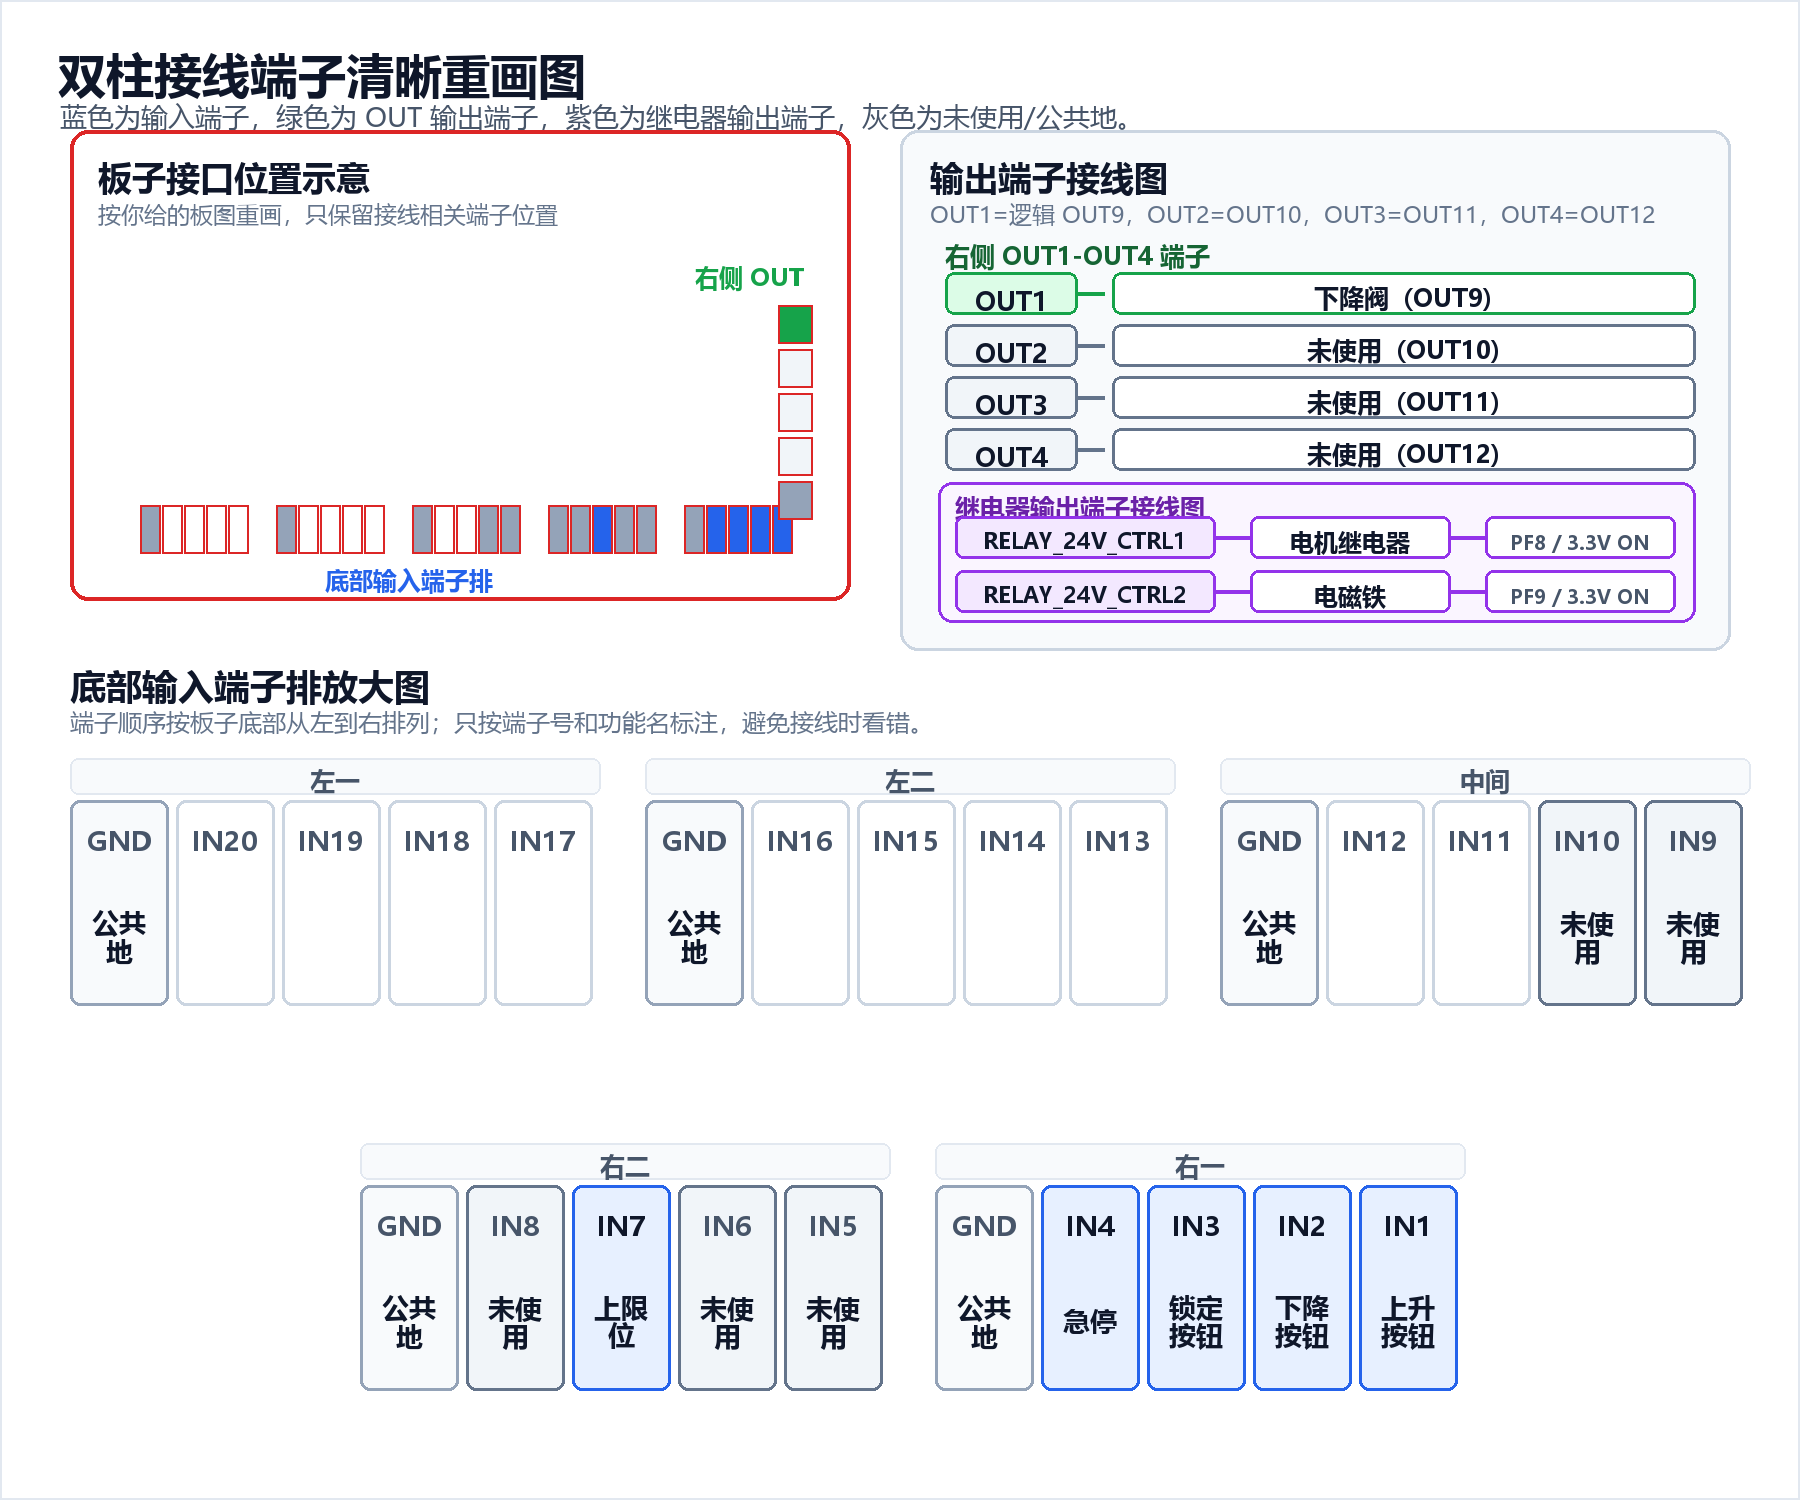 双柱接线端子清晰重画图
蓝色为输入端子，绿色为 OUT 输出端子，紫色为继电器输出端子，灰色为未使用/公共地。
板子接口位置示意
按你给的板图重画，只保留接线相关端子位置
右侧 OUT
底部输入端子排
输出端子接线图
OUT1=逻辑 OUT9，OUT2=OUT10，OUT3=OUT11，OUT4=OUT12
右侧 OUT1-OUT4 端子
OUT1 下降阀（OUT9）
OUT2 未使用（OUT10）
OUT3 未使用（OUT11）
OUT4 未使用（OUT12）
继电器输出端子接线图
RELAY_24V_CTRL1 电机继电器 PF8 / 3.3V ON
RELAY_24V_CTRL2 电磁铁 PF9 / 3.3V ON
底部输入端子排放大图
端子顺序按板子底部从左到右排列；只按端子号和功能名标注，避免接线时看错。
左一
GND IN20 IN19 IN18 IN17
公共
地
左二
GND IN16 IN15 IN14 IN13
公共
地
中间
GND IN12 IN11 IN10 IN9
公共 未使 未使
地 用 用
右二
GND IN8 IN7 IN6 IN5
公共 未使 上限 未使 未使
地 用 位 用 用
右一
GND IN4 IN3 IN2 IN1
公共
地
急停
锁定 下降 上升
按钮 按钮 按钮